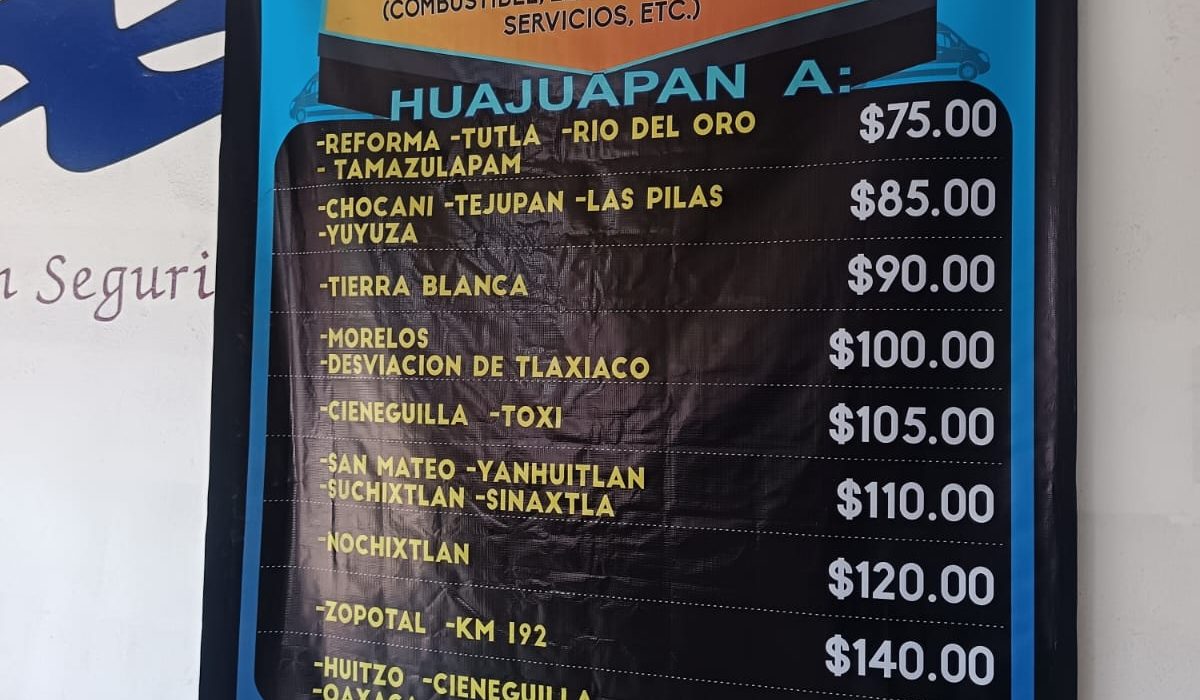 (COMBUSTIBLE,
SERVICIOS, ETC.)
HUAJUAPAN A:
-REFORMA -TUTLA -RIO DEL ORO $75.00
- TAMAZULAPAM
-CHOCANI -TEJUPAN -LAS PILAS $85.00
-YUYUZA
-TIERRA BLANCA $90.00
-MORELOS $100.00
-DESVIACION DE TLAXIACO
-CIENEGUILLA -TOXI $105.00
-SAN MATEO -YANHUITLAN $110.00
-SUCHIXTLAN -SINAXTLA
-NOCHIXTLAN $120.00
-ZOPOTAL -KM 192 $140.00
-HUITZO -CIENEGUILLA
-OAXACA
n Seguri